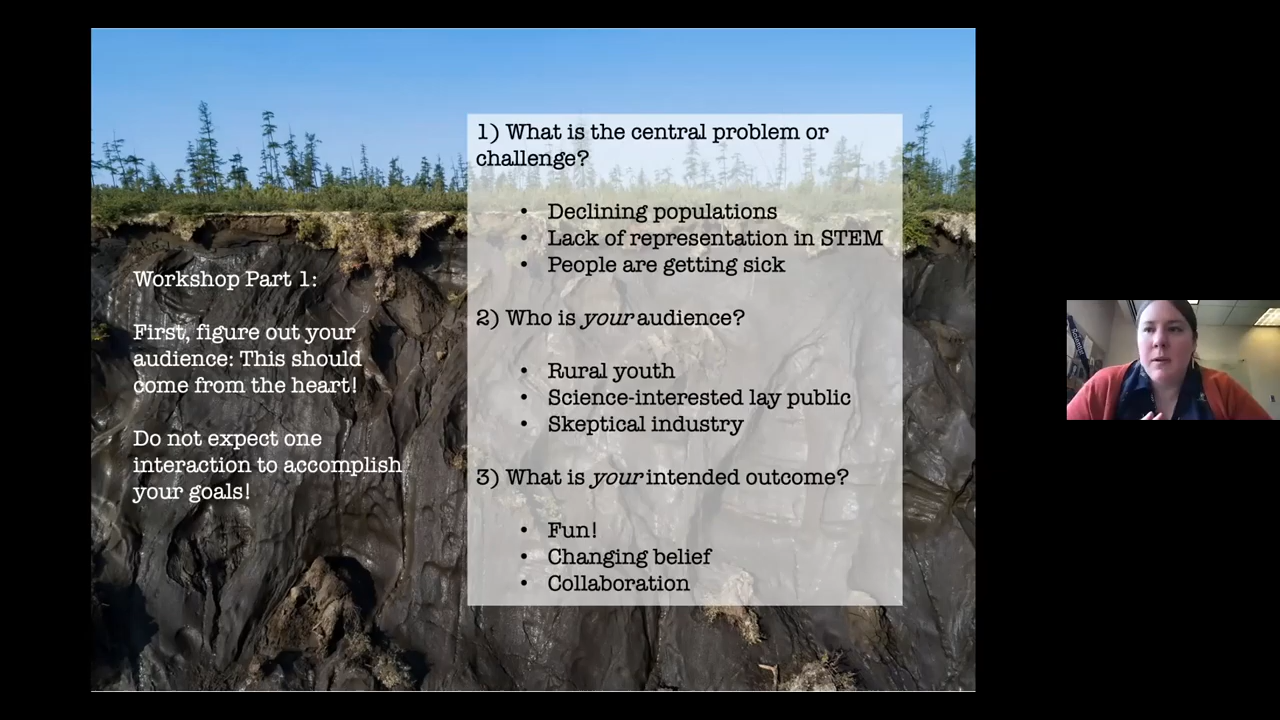 Workshop Part 1:
First, figure out your
audience: This should
come from the heart!
Do not expect one
interaction to accomplish
your goals!
1) What is the central problem or
challenge?
• Declining populations
• Lack of representation in STEM
• People are getting sick
2) Who is your audience?
• Rural youth
• Science-interested lay public
• Skeptical industry
3) What is your intended outcome?
• Fun!
• Changing belief
• Collaboration